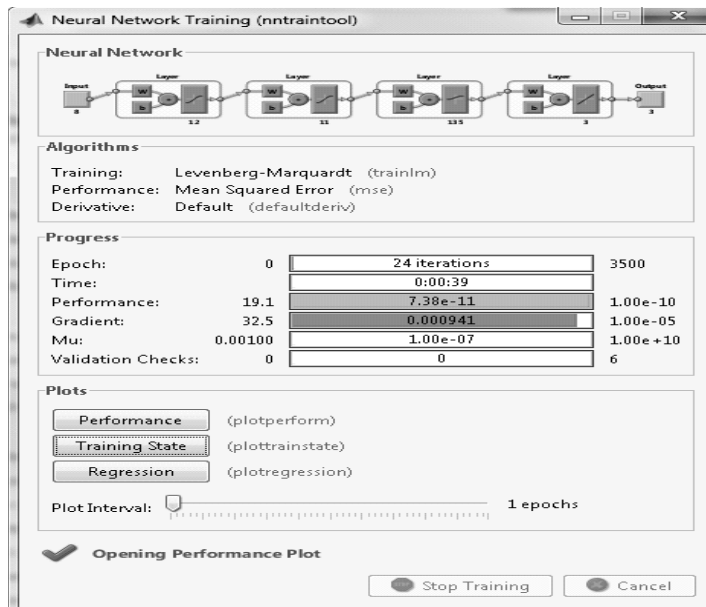 Neural Network Training (nntraintool)
Neural Network
Layer Layer Layer Layer
Input W b W b W b W b Output
8 12 11 135 3 3
Algorithms
Training: Levenberg-Marquardt (trainlm)
Performance: Mean Squared Error (mse)
Derivative: Default (defaultderiv)
Progress
Epoch: 0 24 iterations 3500
Time: 0:00:39
Performance: 19.1 7.38e-11 1.00e-10
Gradient: 32.5 0.000941 1.00e-05
Mu: 0.00100 1.00e-07 1.00e+10
Validation Checks: 0 0 6
Plots
Performance (plotperform)
Training State (plottrainstate)
Regression (plotregression)
Plot Interval: 1 epochs
Opening Performance Plot
Stop Training Cancel